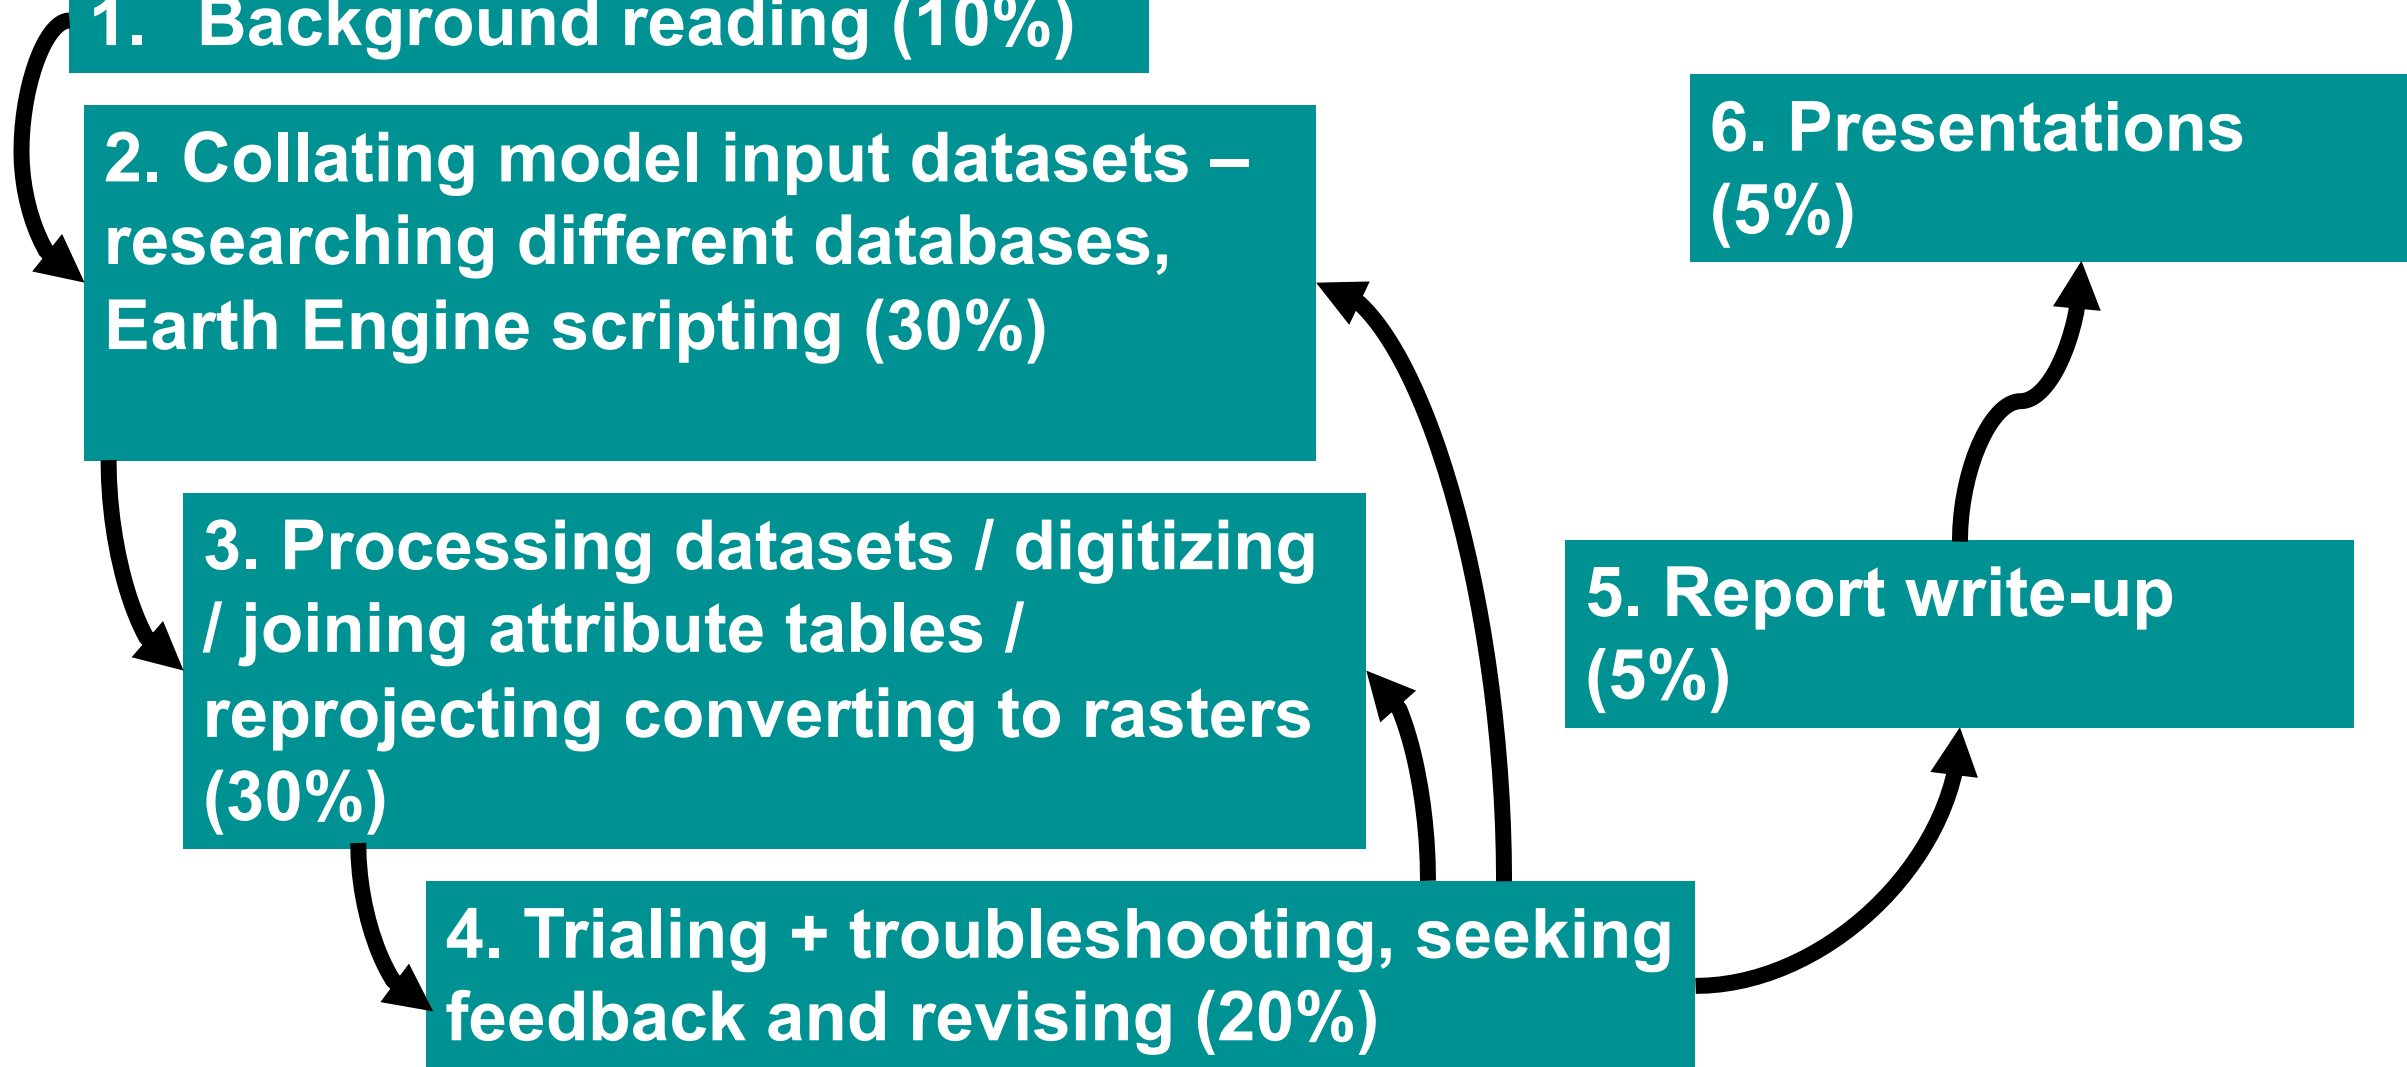 1. Background reading (10%)
2. Collating model input datasets –
researching different databases,
Earth Engine scripting (30%)
3. Processing datasets / digitizing
/ joining attribute tables /
reprojecting converting to rasters
(30%)
4. Trialing + troubleshooting, seeking
feedback and revising (20%)
5. Report write-up
(5%)
6. Presentations
(5%)